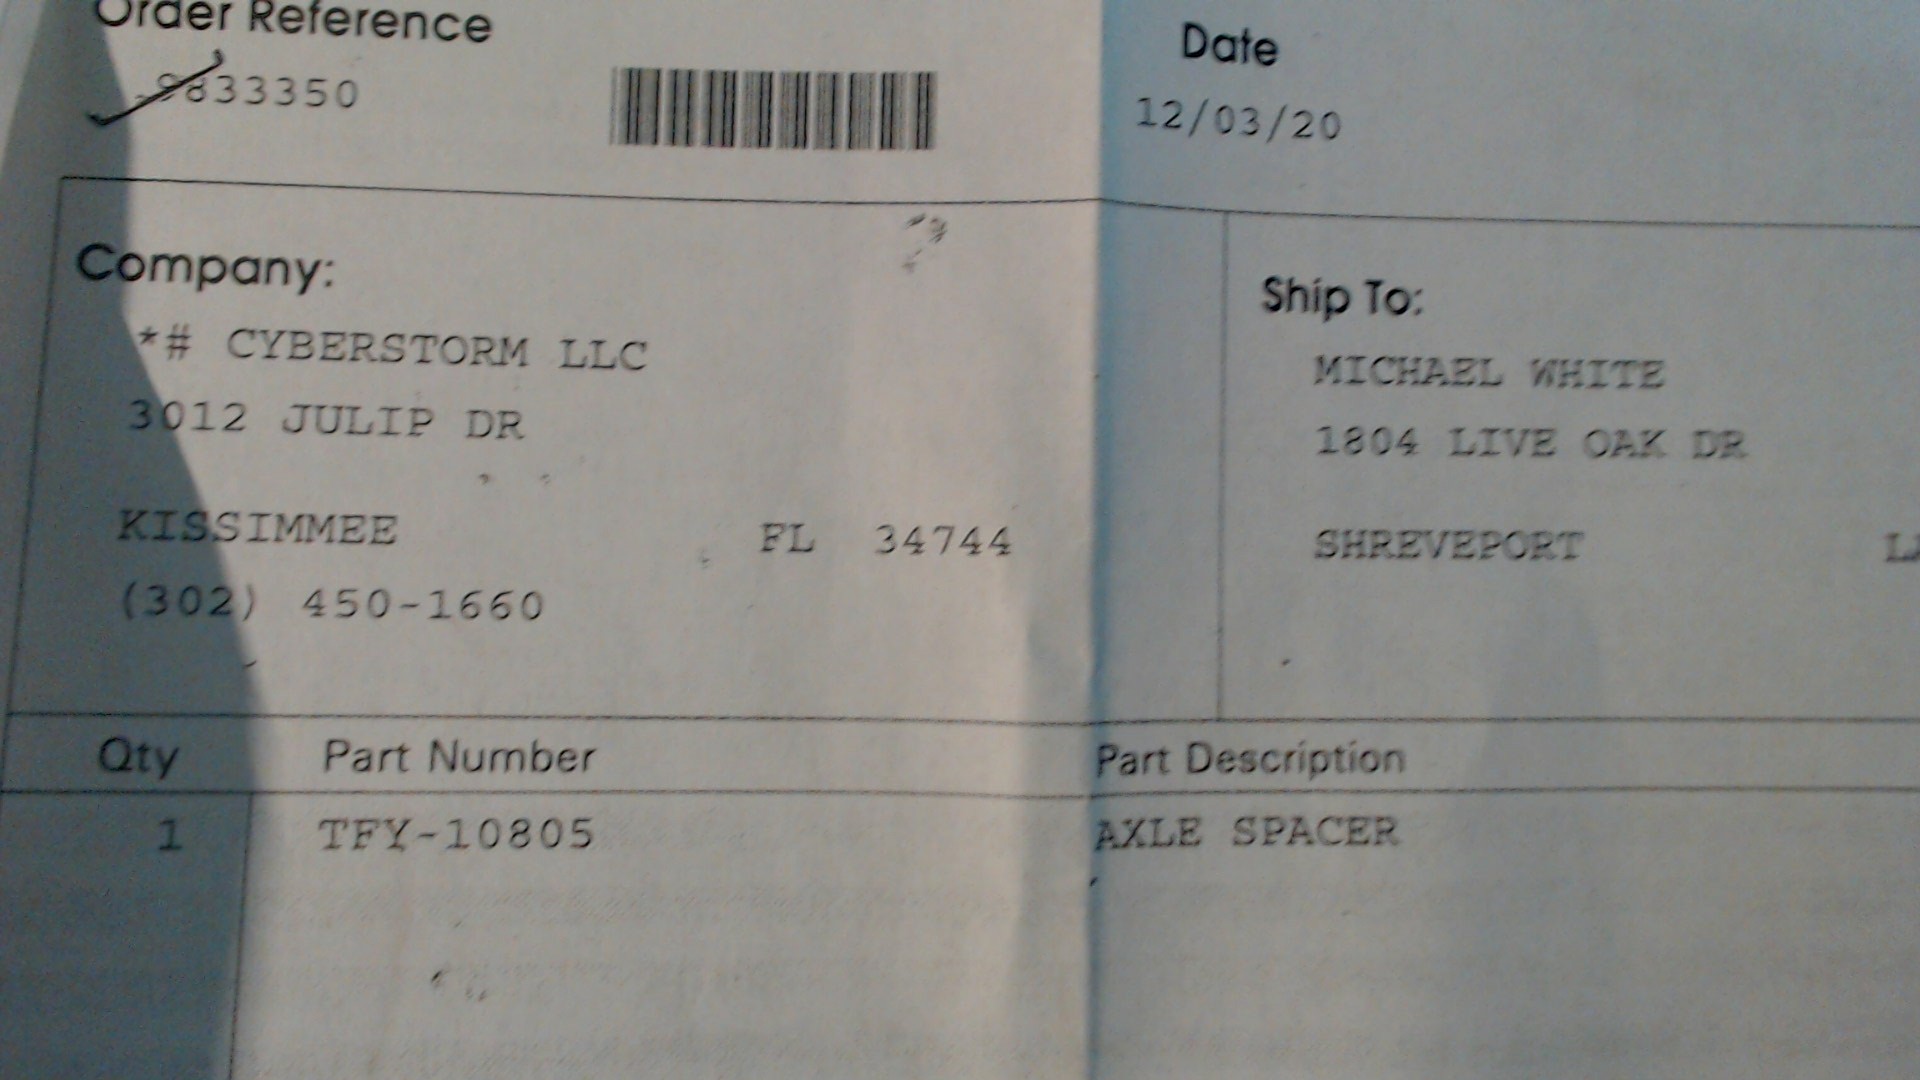 Order Reference
Date
9833350
12/03/20
Company:
Ship To:
*# CYBERSTORM LLC
MICHAEL WHITE
3012 JULIP DR
1804 LIVE OAK DR
KISSIMMEE FL 34744
SHREVEPORT
(302) 450-1660
Qty Part Number Part Description
1 TFY-10805 AXLE SPACER